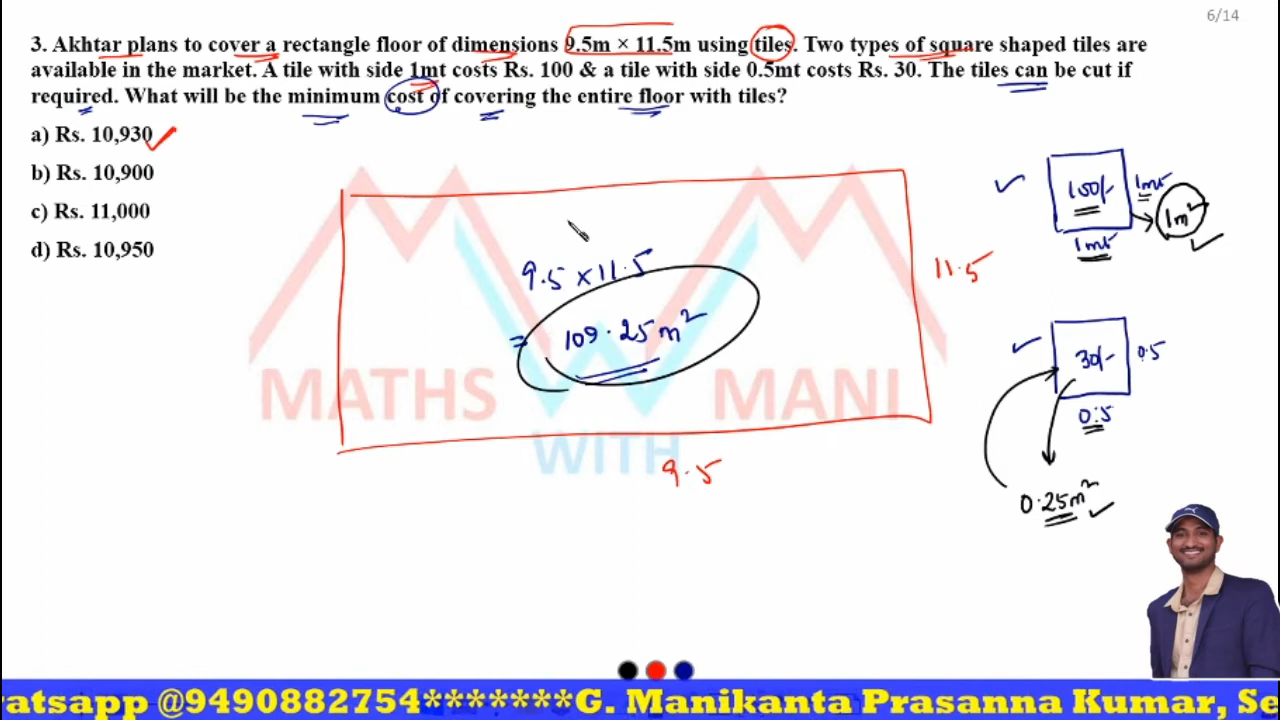 6/14
3. Akhtar plans to cover a rectangle floor of dimensions 9.5m × 11.5m using tiles. Two types of square shaped tiles are
available in the market. A tile with side 1mt costs Rs. 100 & a tile with side 0.5mt costs Rs. 30. The tiles can be cut if
required. What will be the minimum cost of covering the entire floor with tiles?
a) Rs. 10,930
b) Rs. 10,900
c) Rs. 11,000
d) Rs. 10,950
9.5 × 11.5
= 109.25 m²
11.5
9.5
100/-
1mt
1m²
1mt
30/-
0.5
0.5
0.25m²
MATHS
WITH
MANI
atsapp @9490882754*******G. Manikanta Prasanna Kumar, Se